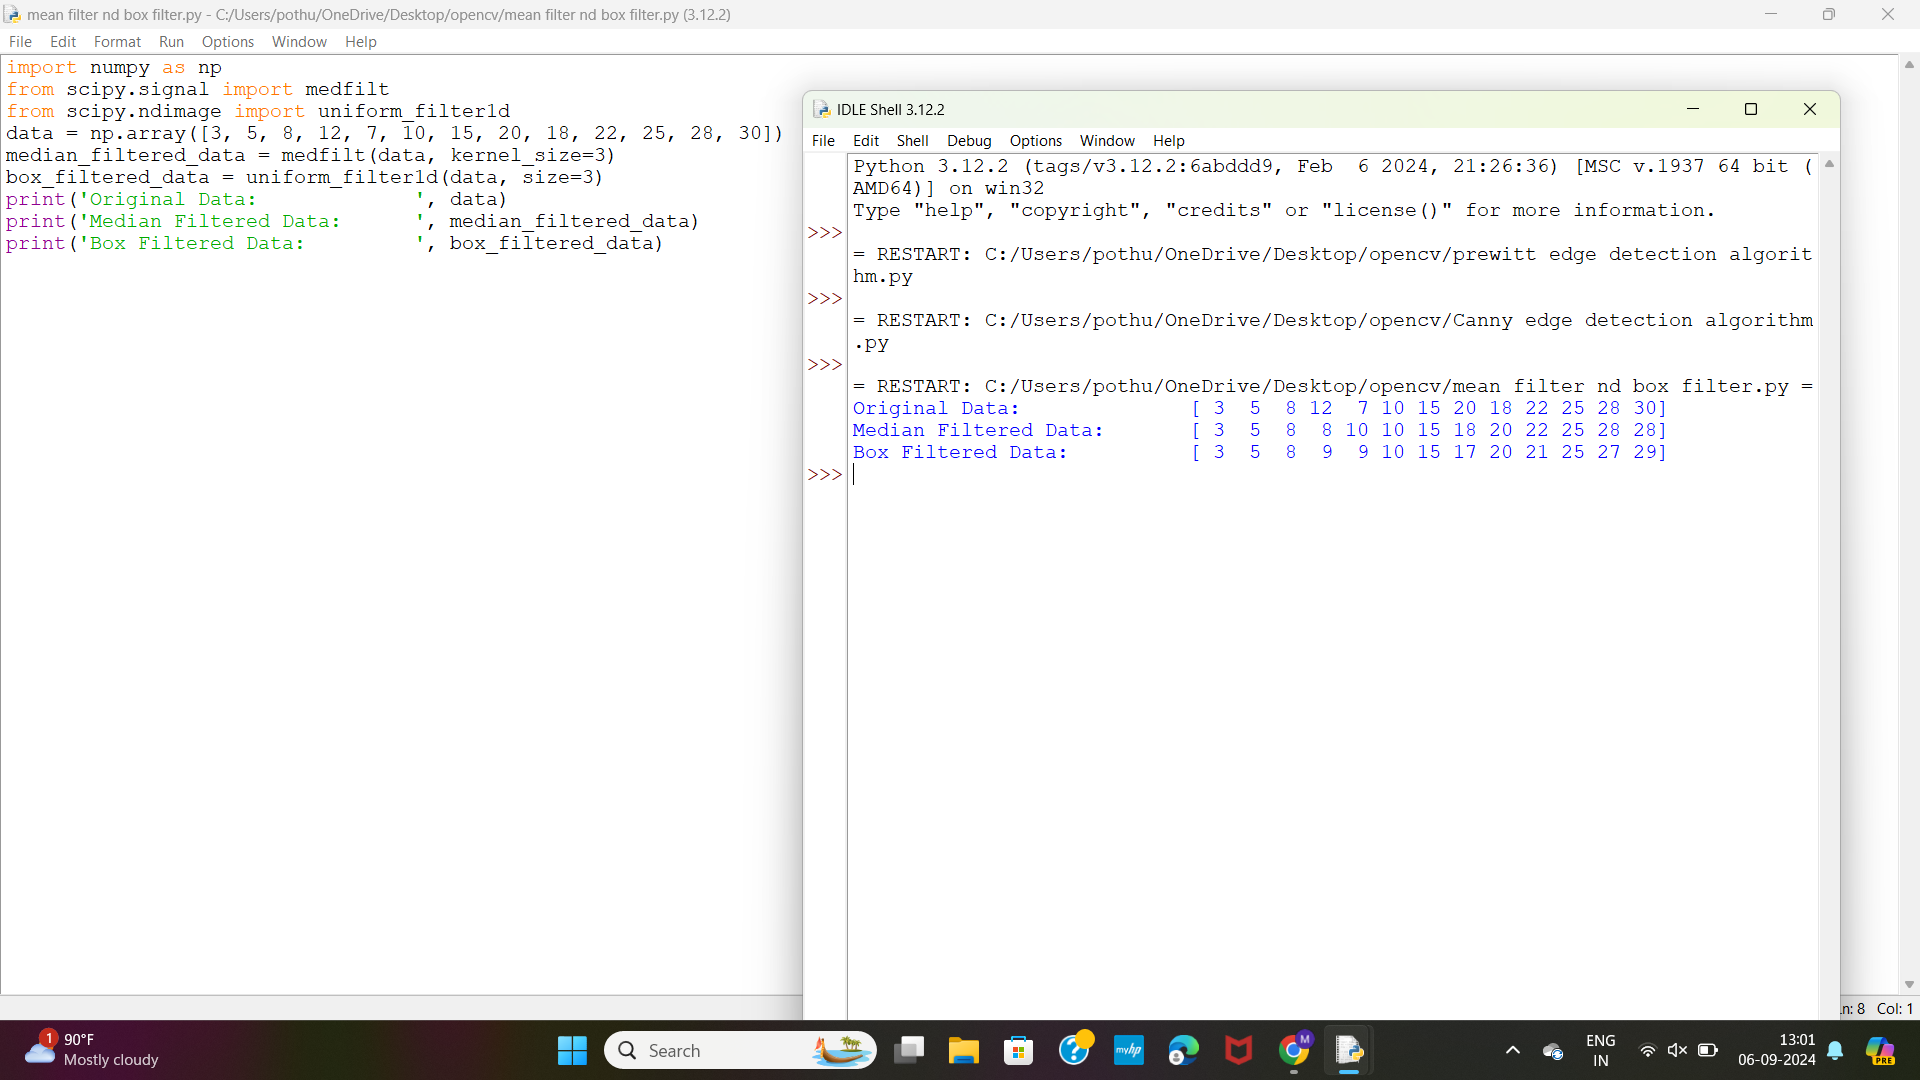 mean filter nd box filter.py - C:/Users/pothu/OneDrive/Desktop/opencv/mean filter nd box filter.py (3.12.2)
File Edit Format Run Options Window Help
import numpy as np
from scipy.signal import medfilt
from scipy.ndimage import uniform_filter1d
data = np.array([3, 5, 8, 12, 7, 10, 15, 20, 18, 22, 25, 28, 30])
median_filtered_data = medfilt(data, kernel_size=3)
box_filtered_data = uniform_filter1d(data, size=3)
print('Original Data:             ', data)
print('Median Filtered Data:      ', median_filtered_data)
print('Box Filtered Data:         ', box_filtered_data)
IDLE Shell 3.12.2
File Edit Shell Debug Options Window Help
Python 3.12.2 (tags/v3.12.2:6abddd9, Feb  6 2024, 21:26:36) [MSC v.1937 64 bit (
AMD64)] on win32
Type "help", "copyright", "credits" or "license()" for more information.
>>>
= RESTART: C:/Users/pothu/OneDrive/Desktop/opencv/prewitt edge detection algorit
hm.py
>>>
= RESTART: C:/Users/pothu/OneDrive/Desktop/opencv/Canny edge detection algorithm
.py
>>>
= RESTART: C:/Users/pothu/OneDrive/Desktop/opencv/mean filter nd box filter.py =
Original Data:              [ 3  5  8 12  7 10 15 20 18 22 25 28 30]
Median Filtered Data:       [ 3  5  8  8 10 10 15 18 20 22 25 28 28]
Box Filtered Data:          [ 3  5  8  9  9 10 15 17 20 21 25 27 29]
>>>
Ln: 8 Col: 1
1
90°F
Mostly cloudy
Search
myhp
M
ENG
IN
13:01
06-09-2024
PRE